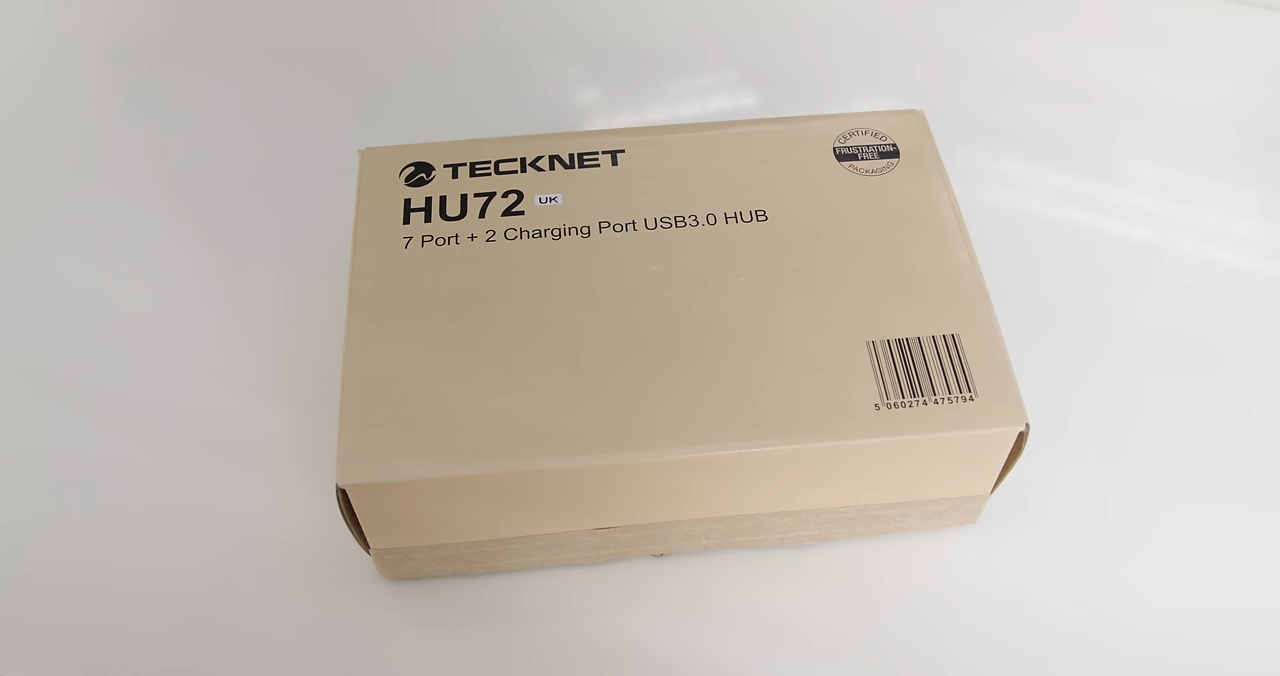 TECKNET
HU72 UK
7 Port + 2 Charging Port USB3.0 HUB
CERTIFIED
FRUSTRATION-
FREE
PACKAGING
5 060274 475794